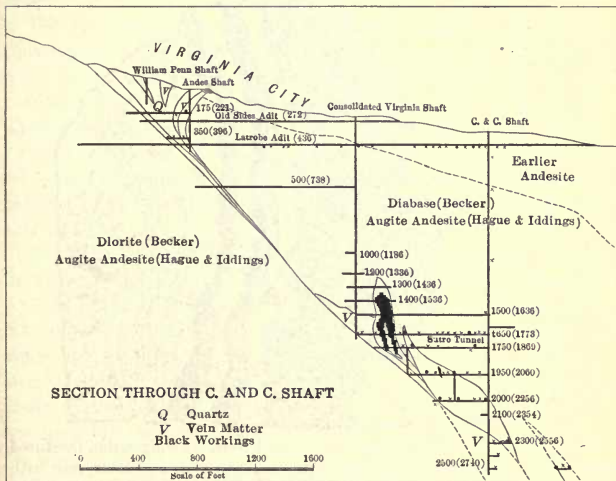 VIRGINIA CITY
William Penn Shaft
Andes Shaft
V
V
Q
175(221)
Consolidated Virginia Shaft
Old Sides Adit (272)
C. & C. Shaft
350(396)
Latrobe Adit (436)
Earlier
Andesite
500(738)
Diabase (Becker)
Augite Andesite (Hague & Iddings)
Diorite (Becker)
Augite Andesite (Hague & Iddings)
1000(1186)
1200(1336)
1300(1436)
1400(1536)
1500(1636)
V
1650(1773)
Sutro Tunnel
1750(1869)
1950(2060)
SECTION THROUGH C. AND C. SHAFT
2000(2256)
Q Quartz
2100(2354)
V Vein Matter
Black Workings
V
2300(2556)
2500(2740)
0 400 800 1200 1600
Scale of Feet